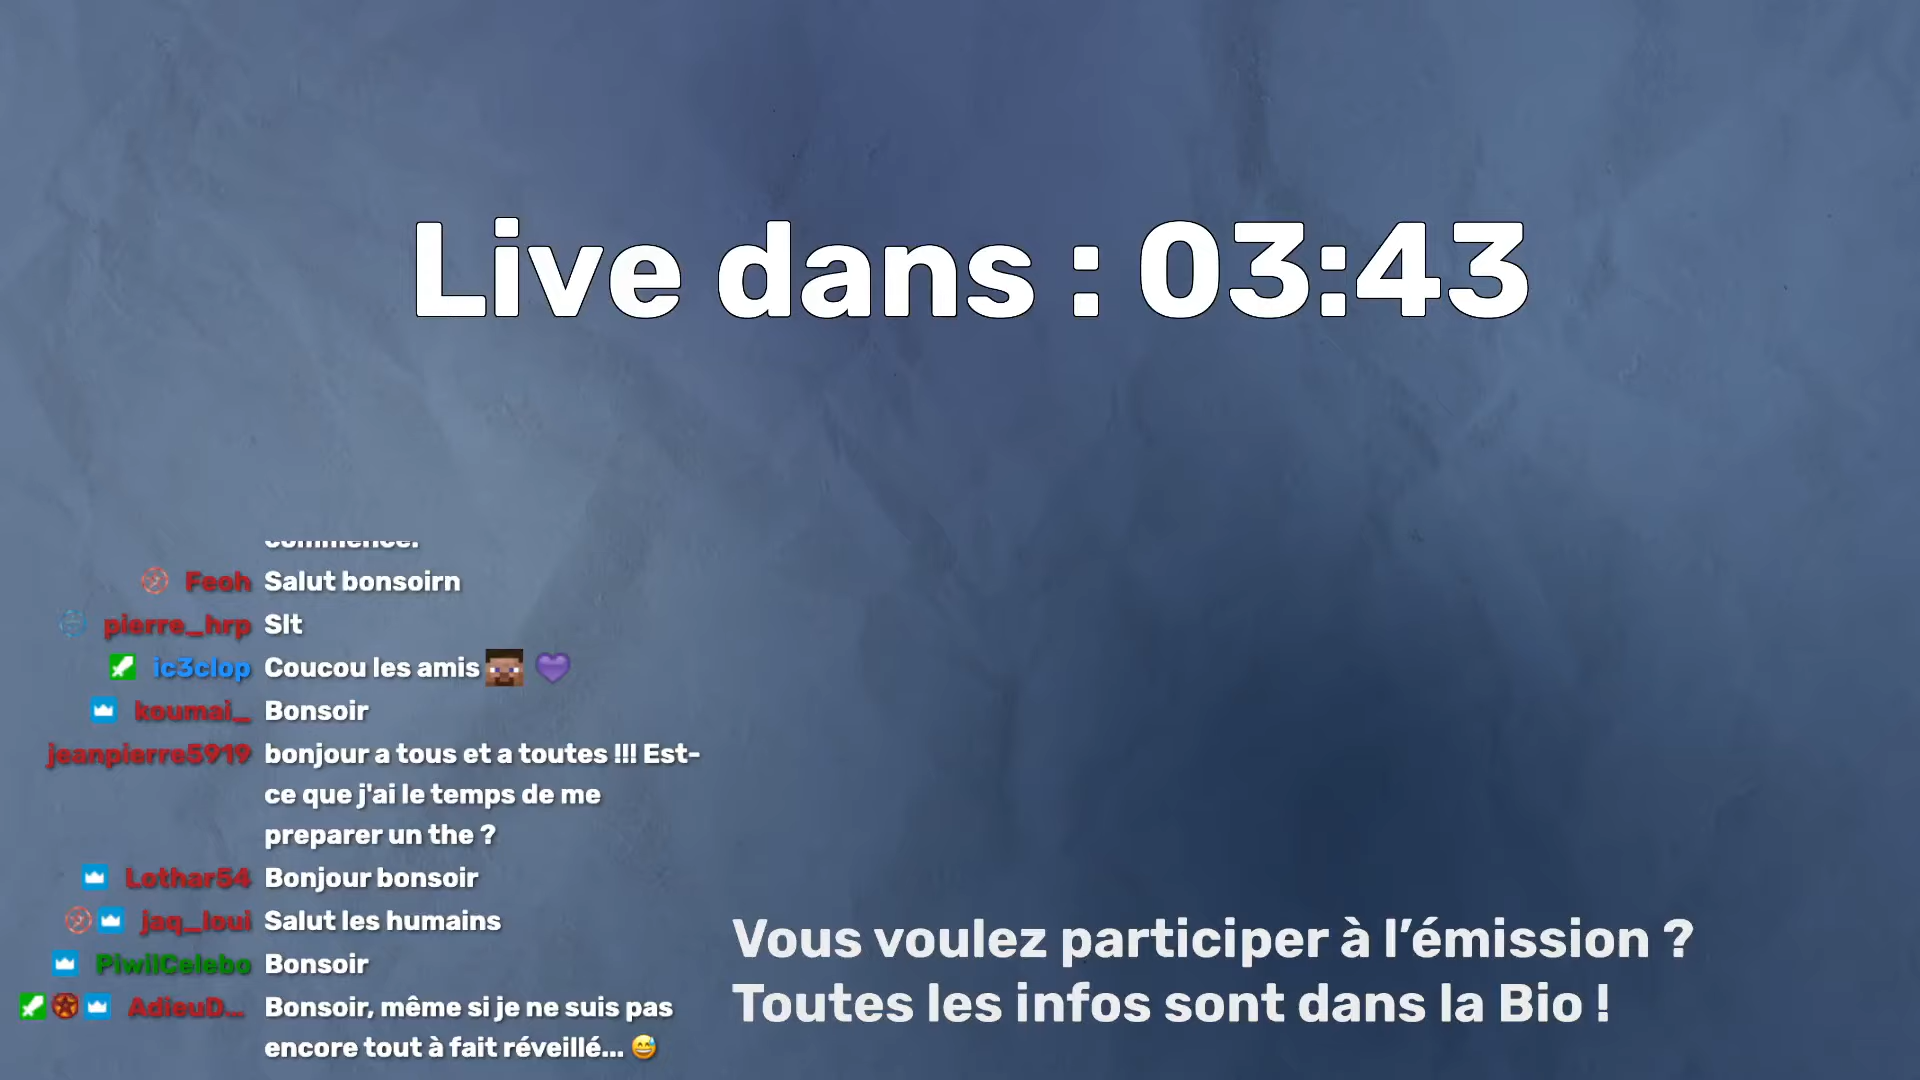 Live dans : 03:43
commence.
Feoh Salut bonsoirn
pierre_hrp Slt
ic3clop Coucou les amis 💜
koumai_ Bonsoir
jeanpierre5919 bonjour a tous et a toutes !!! Est-
ce que j'ai le temps de me
preparer un the ?
Lothar54 Bonjour bonsoir
jaq_loui Salut les humains
PiwilCelebo Bonsoir
AdieuD... Bonsoir, même si je ne suis pas
encore tout à fait réveillé... 😅
Vous voulez participer à l’émission ?
Toutes les infos sont dans la Bio !